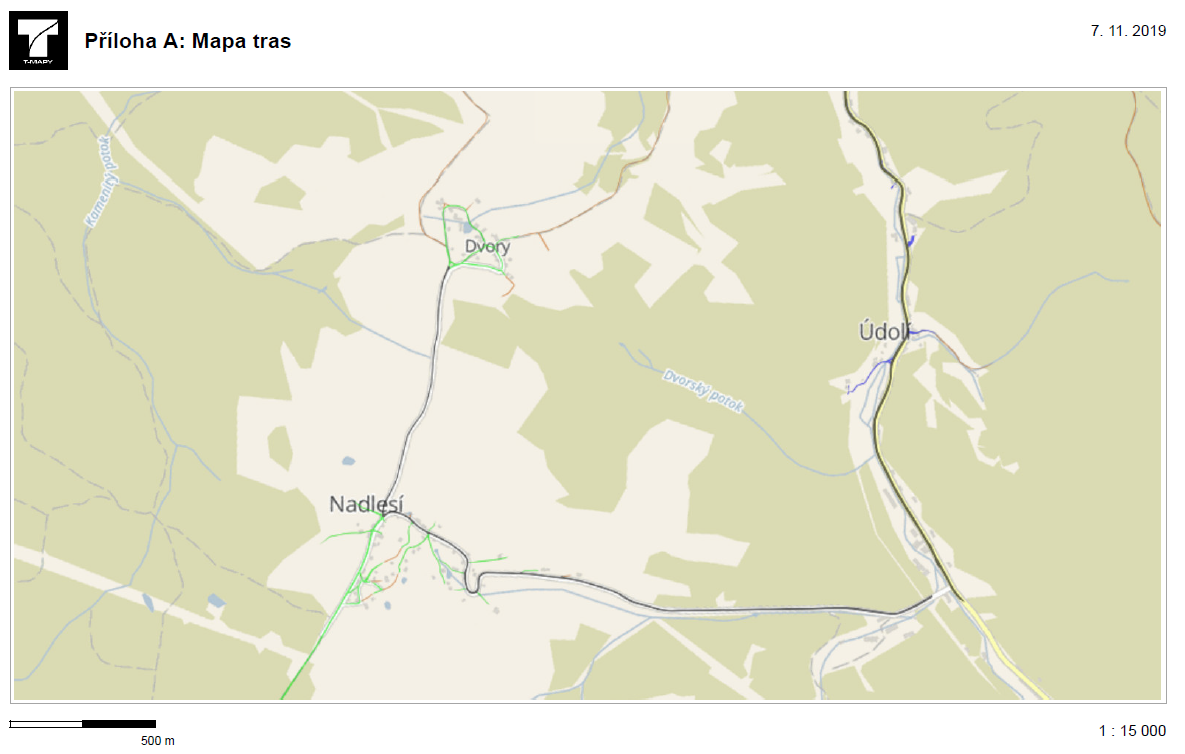 T-MAPY
Příloha A: Mapa tras
7. 11. 2019
Kamenitý potok
Dvory
Údolí
Dvorský potok
Nadlesí
500 m
1 : 15 000